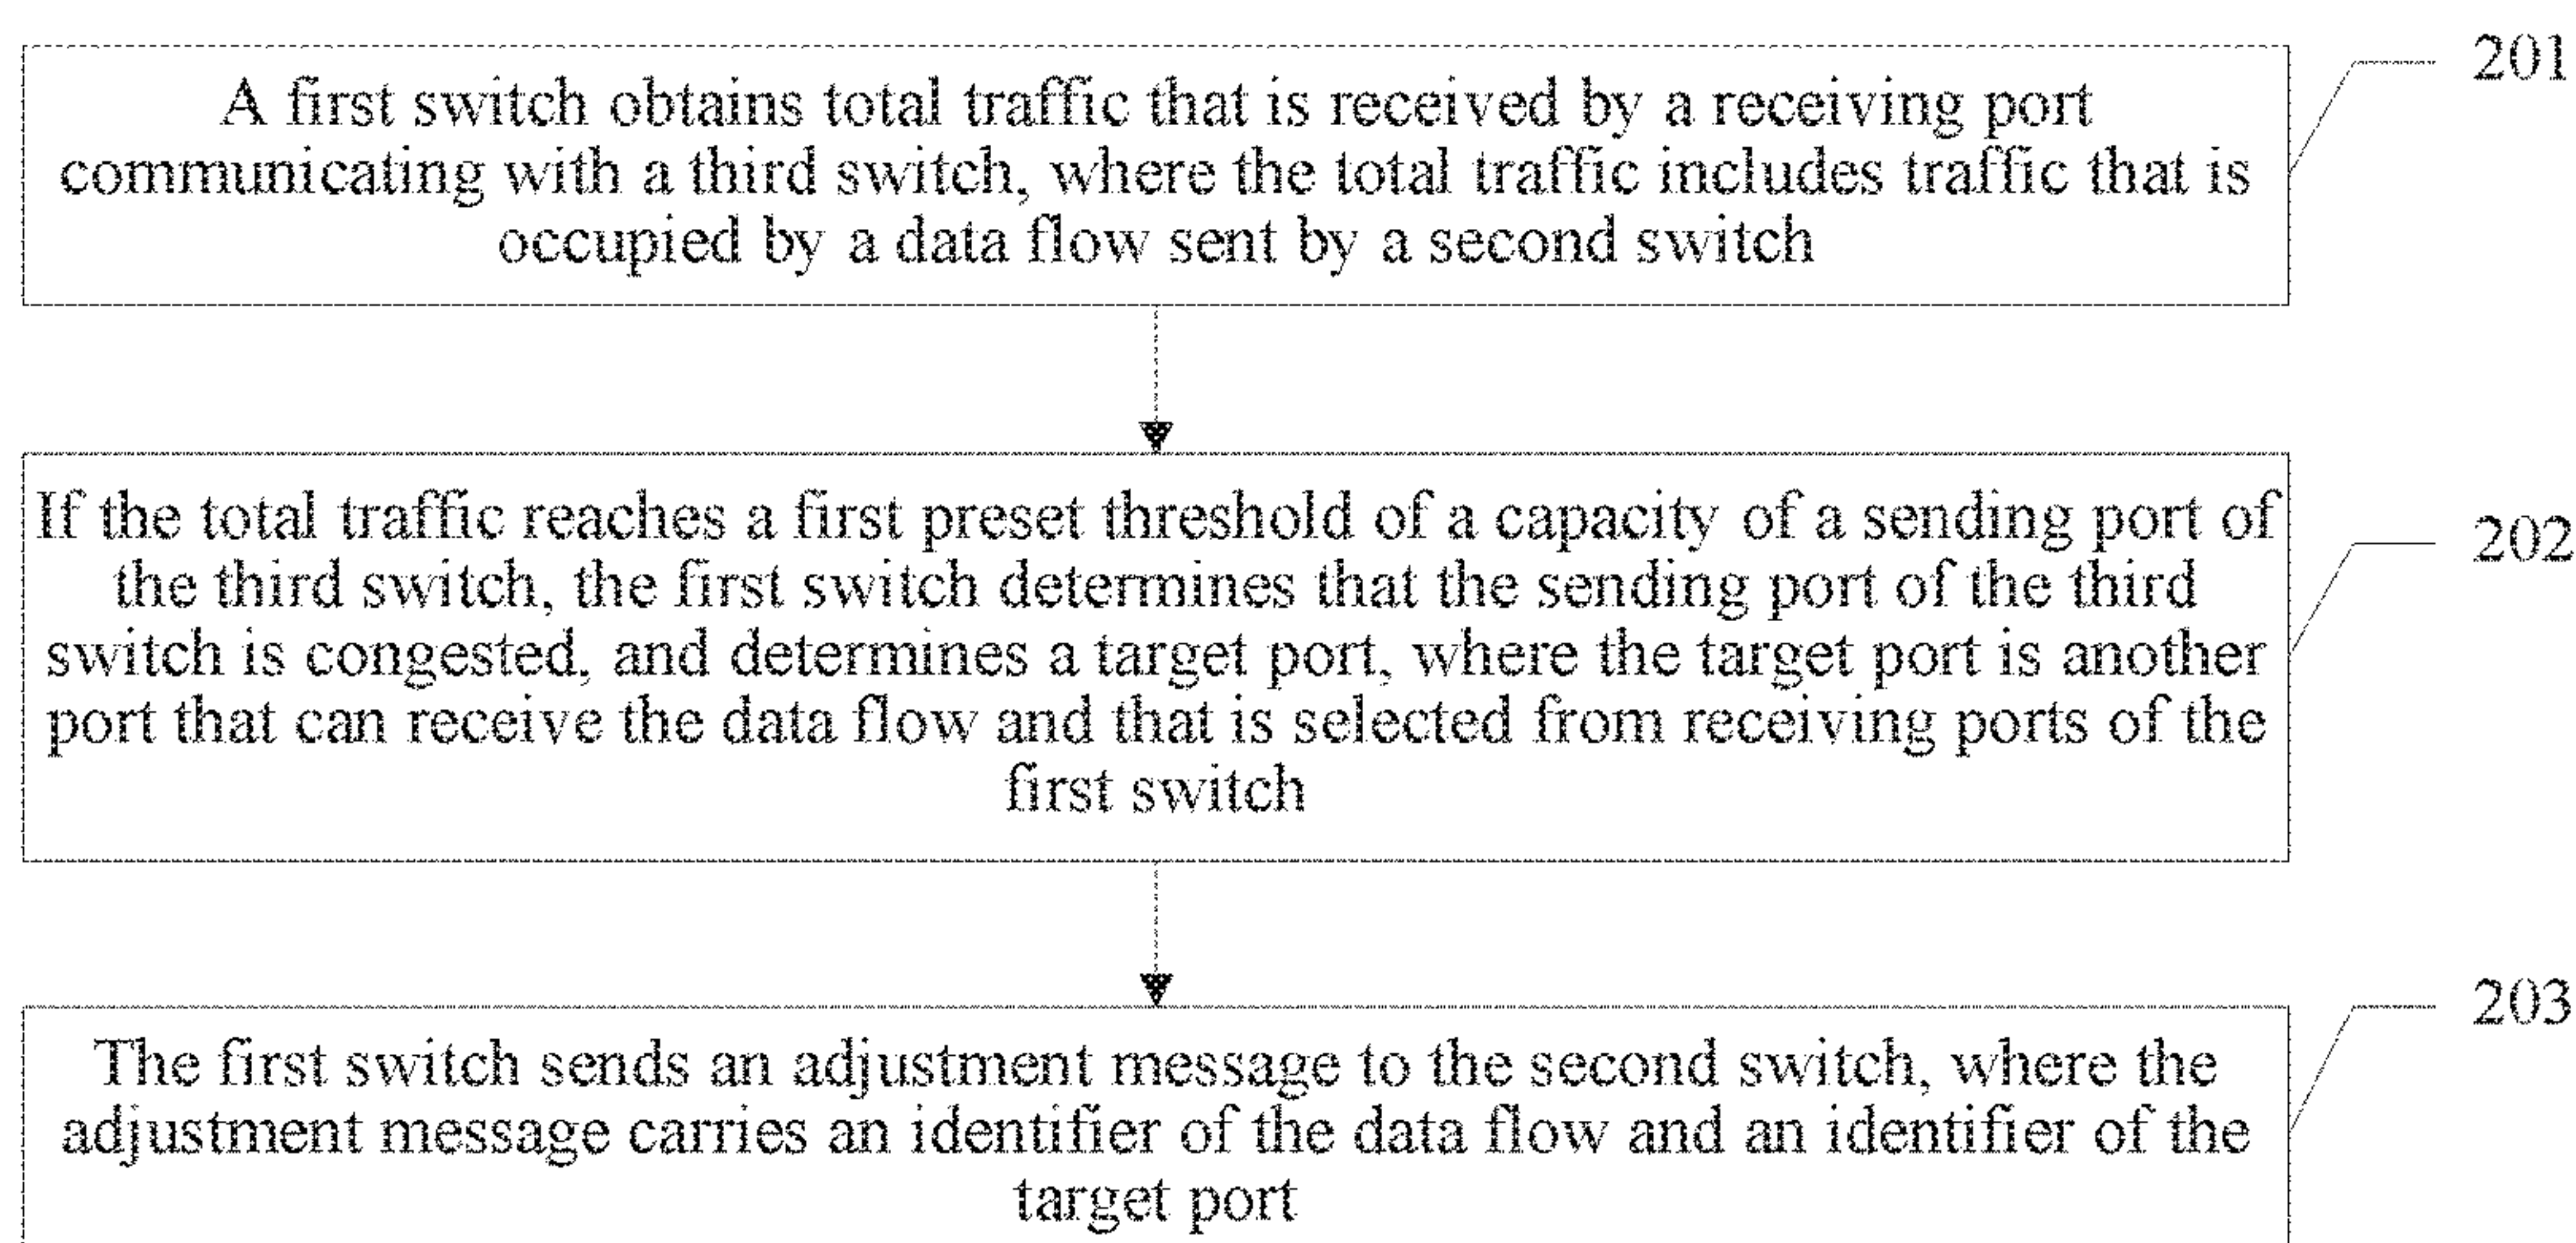 A first switch obtains total traffic that is received by a receiving port
communicating with a third switch, where the total traffic includes traffic that is
occupied by a data flow sent by a second switch
201
If the total traffic reaches a first preset threshold of a capacity of a sending port of
the third switch, the first switch determines that the sending port of the third
switch is congested, and determines a target port, where the target port is another
port that can receive the data flow and that is selected from receiving ports of the
first switch
202
The first switch sends an adjustment message to the second switch, where the
adjustment message carries an identifier of the data flow and an identifier of the
target port
203